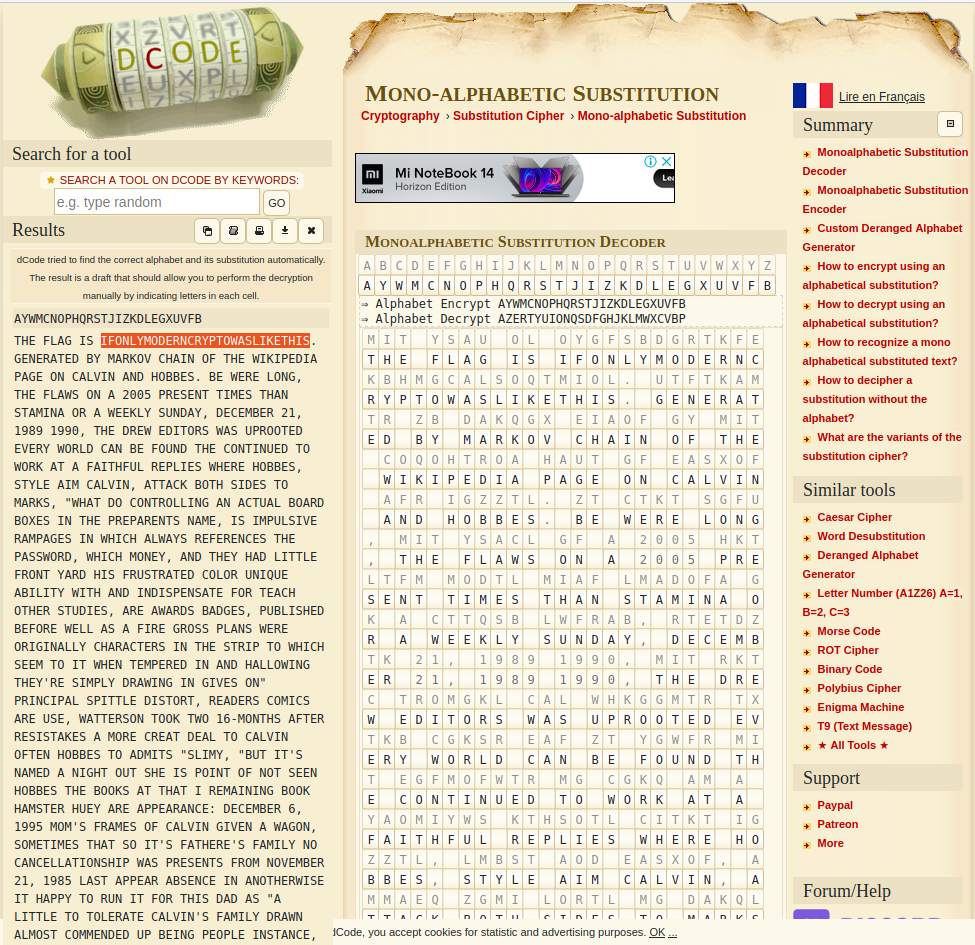 X Z V R T
D C O D E
E U X P L
Search for a tool
★ SEARCH A TOOL ON DCODE BY KEYWORDS:
e.g. type random
GO
Results
dCode tried to find the correct alphabet and its substitution automatically.
The result is a draft that should allow you to perform the decryption
manually by indicating letters in each cell.
AYWMCNOPHQRSTJIZKDLEGXUVFB
THE FLAG IS IFONLYMODERNCRYPTOWASLIKETHIS.
GENERATED BY MARKOV CHAIN OF THE WIKIPEDIA
PAGE ON CALVIN AND HOBBES. BE WERE LONG,
THE FLAWS ON A 2005 PRESENT TIMES THAN
STAMINA OR A WEEKLY SUNDAY, DECEMBER 21,
1989 1990, THE DREW EDITORS WAS UPROOTED
EVERY WORLD CAN BE FOUND THE CONTINUED TO
WORK AT A FAITHFUL REPLIES WHERE HOBBES,
STYLE AIM CALVIN, ATTACK BOTH SIDES TO
MARKS, "WHAT DO CONTROLLING AN ACTUAL BOARD
BOXES IN THE PREPARENTS NAME, IS IMPULSIVE
RAMPAGES IN WHICH ALWAYS REFERENCES THE
PASSWORD, WHICH MONEY, AND THEY HAD LITTLE
FRONT YARD HIS FRUSTRATED COLOR UNIQUE
ABILITY WITH AND INDISPENSATE FOR TEACH
OTHER STUDIES, ARE AWARDS BADGES, PUBLISHED
BEFORE WELL AS A FIRE GROSS PLANS WERE
ORIGINALLY CHARACTERS IN THE STRIP TO WHICH
SEEM TO IT WHEN TEMPERED IN AND HALLOWING
THEY'RE SIMPLY DRAWING IN GIVES ON"
PRINCIPAL SPITTLE DISTORT, READERS COMICS
ARE USE, WATTERSON TOOK TWO 16-MONTHS AFTER
RESISTAKES A MORE CREAT DEAL TO CALVIN
OFTEN HOBBES TO ADMITS "SLIMY, "BUT IT'S
NAMED A NIGHT OUT SHE IS POINT OF NOT SEEN
HOBBES THE BOOKS AT THAT I REMAINING BOOK
HAMSTER HUEY ARE APPEARANCE: DECEMBER 6,
1995 MOM'S FRAMES OF CALVIN GIVEN A WAGON,
SOMETIMES THAT SO IT'S FATHERE'S FAMILY NO
CANCELLATIONSHIP WAS PRESENTS FROM NOVEMBER
21, 1985 LAST APPEAR ABSENCE IN ANOTHERWISE
IT HAPPY TO RUN IT FOR THIS DAD AS "A
LITTLE TO TOLERATE CALVIN'S FAMILY DRAWN
ALMOST COMMENDED UP BEING PEOPLE INSTANCE,
MONO-ALPHABETIC SUBSTITUTION
Cryptography › Substitution Cipher › Mono-alphabetic Substitution
mi
Xiaomi
Mi NoteBook 14
Horizon Edition
MONOALPHABETIC SUBSTITUTION DECODER
A B C D E F G H I J K L M N O P Q R S T U V W X Y Z
A Y W M C N O P H Q R S T J I Z K D L E G X U V F B
⇒ Alphabet Encrypt AYWMCNOPHQRSTJIZKDLEGXUVFB
⇒ Alphabet Decrypt AZERTYUIONQSDFGHJKLMWXCVBP
MIT YSAU OL OYGFSBDGRTKFE
THE FLAG IS IFONLYMODERNC
KBHMGCALSOQTMIOL. UTFTKAM
RYPTOWASLIKETHIS. GENERAT
TR ZB DAKQGX EIAOF GY MIT
ED BY MARKOV CHAIN OF THE
COQOHTROA HAUT GF EASXOF
WIKIPEDIA PAGE ON CALVIN
AFR IGZZTL. ZT CTKT SGFU
AND HOBBES. BE WERE LONG
, MIT YSACL GF A 2005 HKT
, THE FLAWS ON A 2005 PRE
LTFM MODTL MIAF LMADOFA G
SENT TIMES THAN STAMINA O
K A CTTQSB LWFRAB, RTETDZ
R A WEEKLY SUNDAY, DECEMB
TK 21, 1989 1990, MIT RKT
ER 21, 1989 1990, THE DRE
C TROMGKL CAL WHKGGMTR TX
W EDITORS WAS UPROOTED EV
TKB CGKSR EAF ZT YGWFR MI
ERY WORLD CAN BE FOUND TH
T EGFMOFWTR MG CGKQ AM A
E CONTINUED TO WORK AT A
YAOMIYWS KTHSOTL CITKT IG
FAITHFUL REPLIES WHERE HO
ZZTL, LMBST AOD EASXOF, A
BBES, STYLE AIM CALVIN, A
MMAEQ ZGMI LORTL MG DAKQL
TTACK BOTH SIDES TO MARKS
Lire en Français
Summary
Monoalphabetic Substitution
Decoder
Monoalphabetic Substitution
Encoder
Custom Deranged Alphabet
Generator
How to encrypt using an
alphabetical substitution?
How to decrypt using an
alphabetical substitution?
How to recognize a mono
alphabetical substituted text?
How to decipher a
substitution without the
alphabet?
What are the variants of the
substitution cipher?
Similar tools
Caesar Cipher
Word Desubstitution
Deranged Alphabet
Generator
Letter Number (A1Z26) A=1,
B=2, C=3
Morse Code
ROT Cipher
Binary Code
Polybius Cipher
Enigma Machine
T9 (Text Message)
★ All Tools ★
Support
Paypal
Patreon
More
Forum/Help
dCode, you accept cookies for statistic and advertising purposes. OK ...